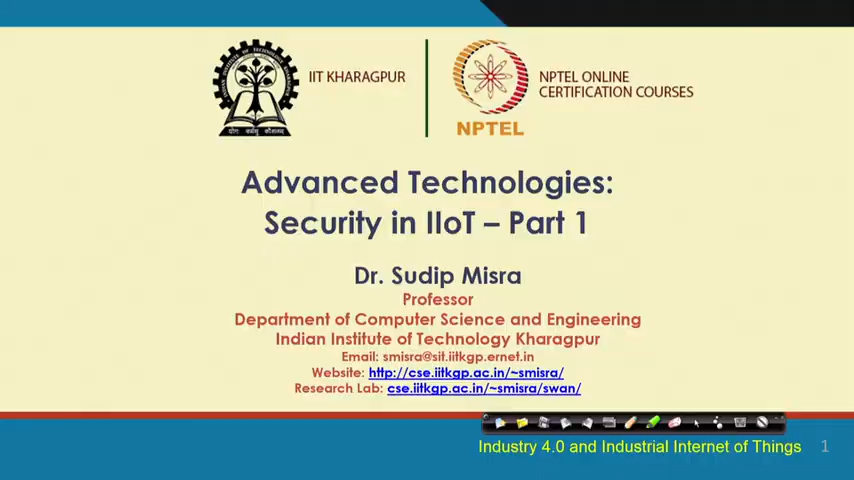 IIT KHARAGPUR
NPTEL ONLINE
CERTIFICATION COURSES
NPTEL
योगः कर्मसु कौशलम्
Advanced Technologies:
Security in IIoT – Part 1
Dr. Sudip Misra
Professor
Department of Computer Science and Engineering
Indian Institute of Technology Kharagpur
Email: smisra@sit.iitkgp.ernet.in
Website: http://cse.iitkgp.ac.in/~smisra/
Research Lab: cse.iitkgp.ac.in/~smisra/swan/
Industry 4.0 and Industrial Internet of Things 1